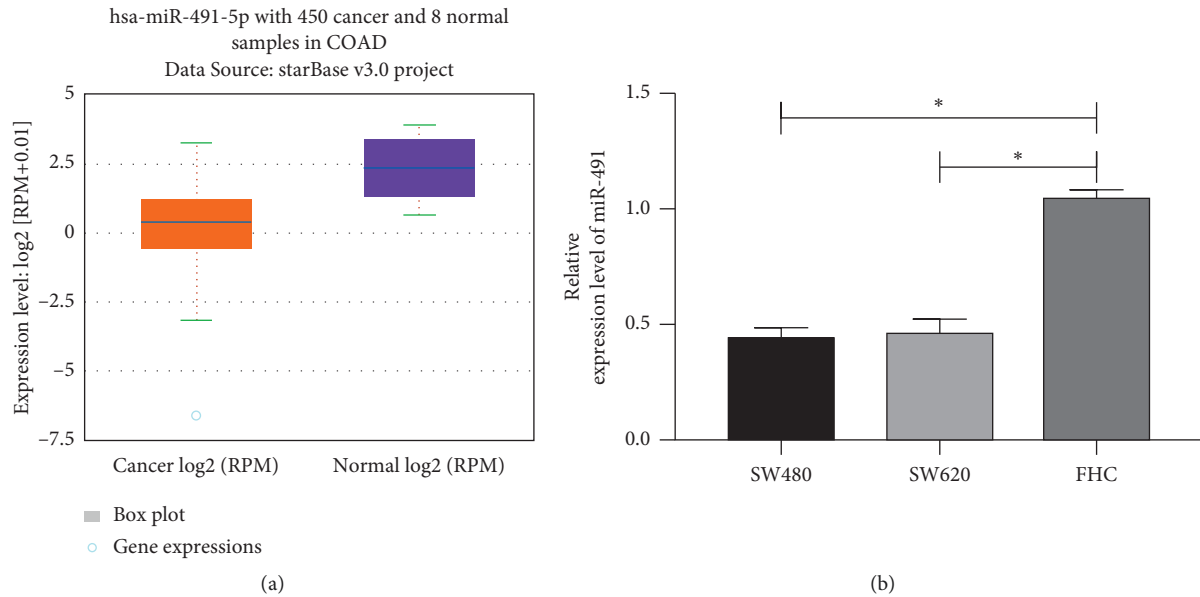 hsa-miR-491-5p with 450 cancer and 8 normal
samples in COAD
Data Source: starBase v3.0 project
Expression level: log2 [RPM+0.01]
5
2.5
0
−2.5
−5
−7.5
Cancer log2 (RPM)
Normal log2 (RPM)
Box plot
Gene expressions
(a)
Relative
expression level of miR-491
1.5
1.0
0.5
0.0
*
*
SW480
SW620
FHC
(b)